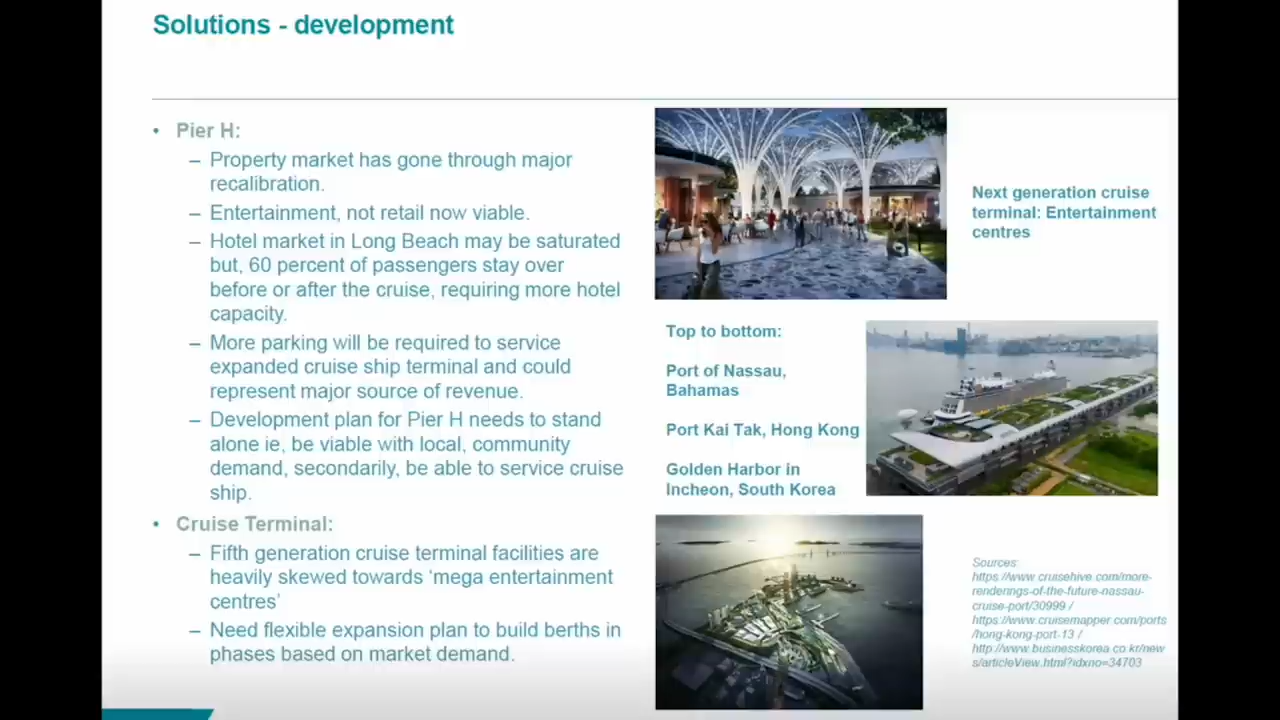 Solutions - development
• Pier H:
– Property market has gone through major
recalibration.
– Entertainment, not retail now viable.
– Hotel market in Long Beach may be saturated
but, 60 percent of passengers stay over
before or after the cruise, requiring more hotel
capacity.
– More parking will be required to service
expanded cruise ship terminal and could
represent major source of revenue.
– Development plan for Pier H needs to stand
alone ie, be viable with local, community
demand, secondarily, be able to service cruise
ship.
• Cruise Terminal:
– Fifth generation cruise terminal facilities are
heavily skewed towards ‘mega entertainment
centres’
– Need flexible expansion plan to build berths in
phases based on market demand.
Next generation cruise
terminal: Entertainment
centres
Top to bottom:
Port of Nassau,
Bahamas
Port Kai Tak, Hong Kong
Golden Harbor in
Incheon, South Korea
Sources:
https://www.cruisehive.com/more-
renderings-of-the-future-nassau-
cruise-port/30999 /
https://www.cruisemapper.com/ports
/hong-kong-port-13 /
http://www.businesskorea.co.kr/new
s/articleView.html?idxno=34703